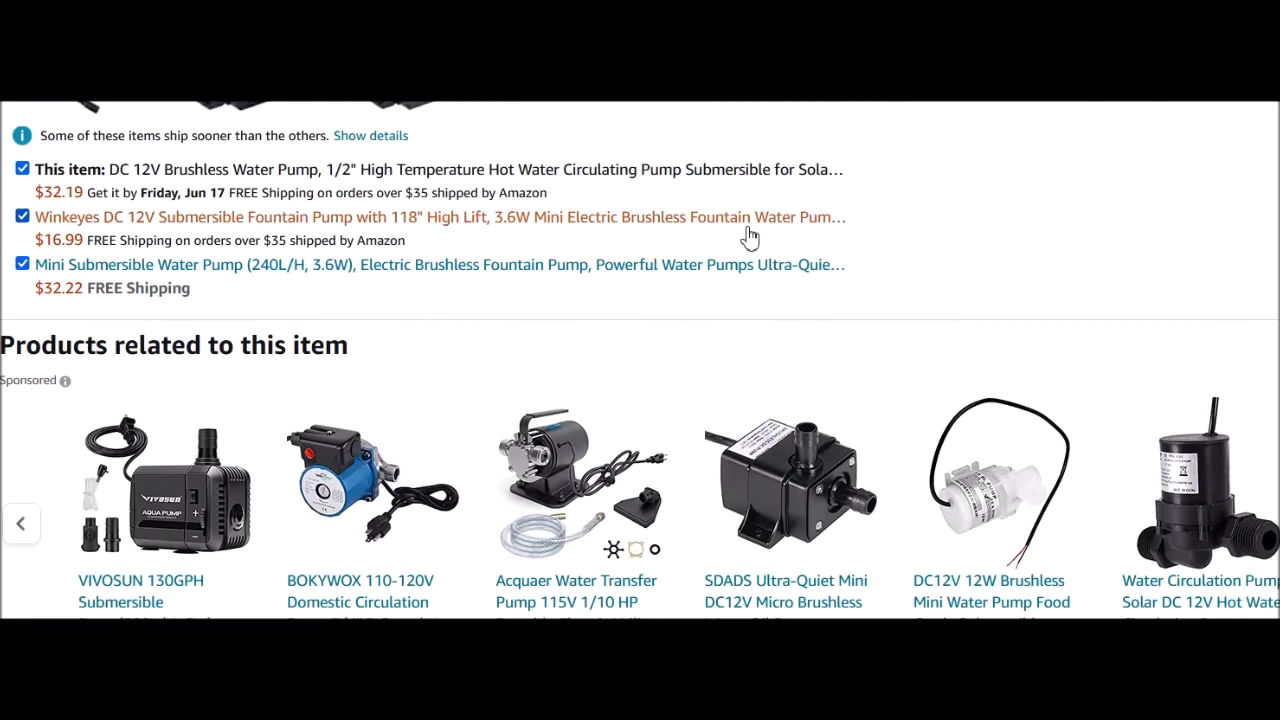 Some of these items ship sooner than the others. Show details
This item: DC 12V Brushless Water Pump, 1/2" High Temperature Hot Water Circulating Pump Submersible for Sola…
$32.19 Get it by Friday, Jun 17 FREE Shipping on orders over $35 shipped by Amazon
Winkeyes DC 12V Submersible Fountain Pump with 118" High Lift, 3.6W Mini Electric Brushless Fountain Water Pum…
$16.99 FREE Shipping on orders over $35 shipped by Amazon
Mini Submersible Water Pump (240L/H, 3.6W), Electric Brushless Fountain Pump, Powerful Water Pumps Ultra-Quie…
$32.22 FREE Shipping
Products related to this item
Sponsored
VIVOSUN
AQUA PUMP
VIVOSUN 130GPH
Submersible
BOKYWOX 110-120V
Domestic Circulation
Acquaer Water Transfer
Pump 115V 1/10 HP
SDADS Ultra-Quiet Mini
DC12V Micro Brushless
DC12V 12W Brushless
Mini Water Pump Food
Water Circulation Pump
Solar DC 12V Hot Wate